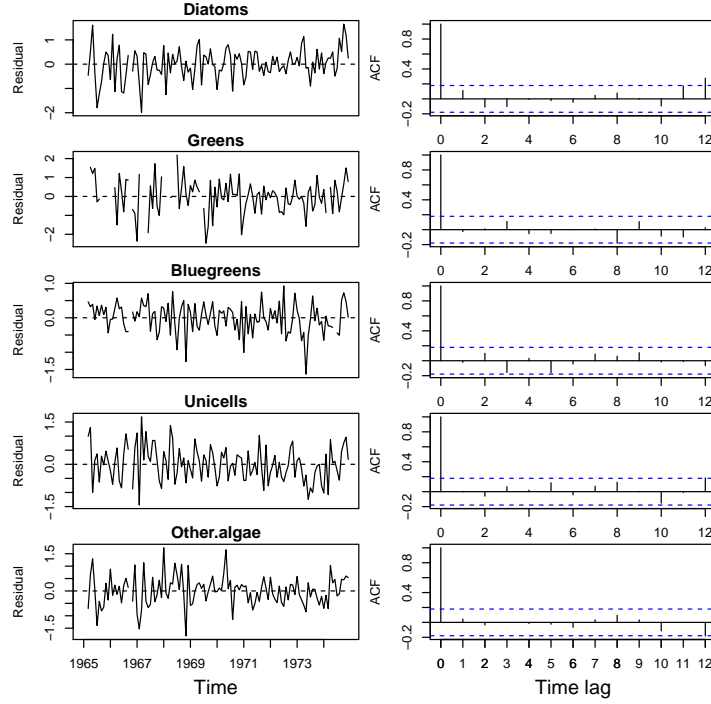 Diatoms
Residual
1
0
−2
ACF
0.8
0.4
−0.2
0 2 4 6 8 10 12
Greens
Residual
2
1
0
−2
ACF
0.8
0.4
−0.2
0 2 4 6 8 10 12
Bluegreens
Residual
1.0
0.0
−1.5
ACF
0.8
0.4
−0.2
0 2 4 6 7 8 9 10 11 12
Unicells
Residual
1.5
0.0
−1.5
ACF
0.8
0.4
−0.2
0 1 2 3 4 5 6 7 8 10 12
Other.algae
Residual
1.5
0.0
−1.5
ACF
0.8
0.4
−0.2
1965 1967 1969 1971 1973
0 1 2 3 4 5 6 7 8 9 10 11 12
Time
Time lag